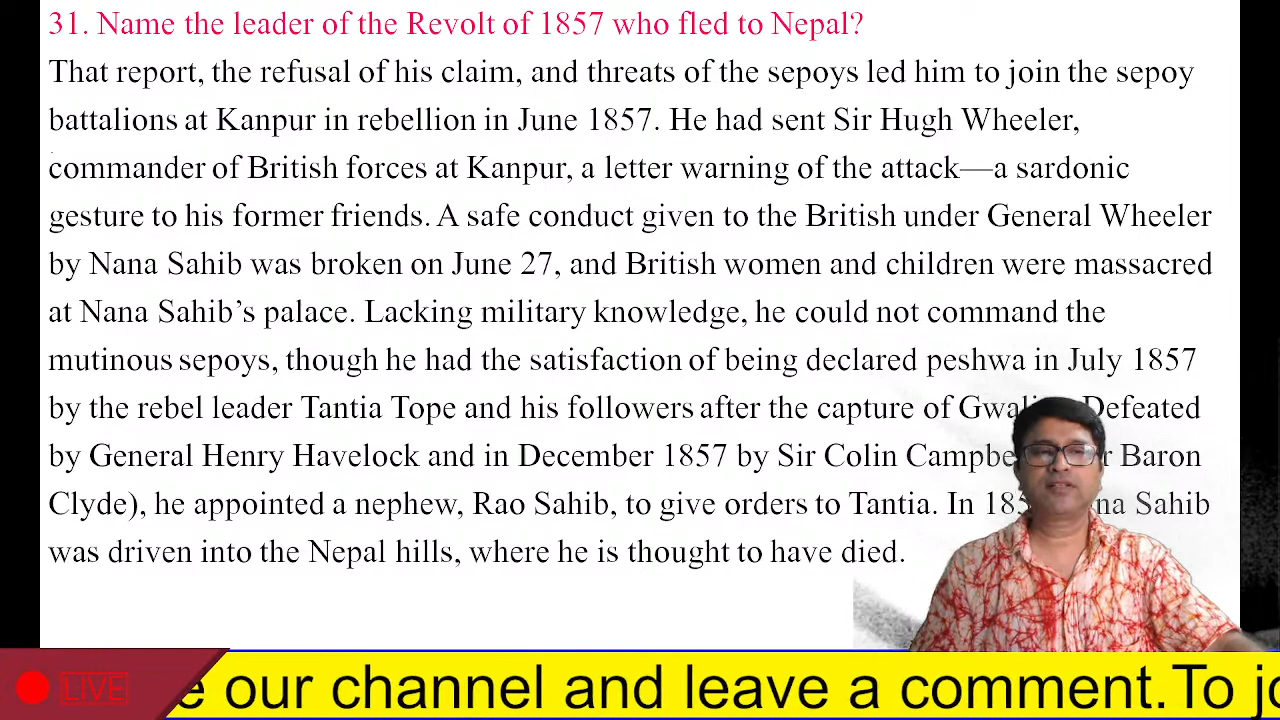 31. Name the leader of the Revolt of 1857 who fled to Nepal?
That report, the refusal of his claim, and threats of the sepoys led him to join the sepoy
battalions at Kanpur in rebellion in June 1857. He had sent Sir Hugh Wheeler,
commander of British forces at Kanpur, a letter warning of the attack—a sardonic
gesture to his former friends. A safe conduct given to the British under General Wheeler
by Nana Sahib was broken on June 27, and British women and children were massacred
at Nana Sahib’s palace. Lacking military knowledge, he could not command the
mutinous sepoys, though he had the satisfaction of being declared peshwa in July 1857
by the rebel leader Tantia Tope and his followers after the capture of Defeated
by General Henry Havelock and in December 1857 by Sir Colin Baron
Clyde), he appointed a nephew, Rao Sahib, to give orders to Tantia. In Sahib
was driven into the Nepal hills, where he is thought to have died.
LIVE
our channel and leave a comment.To